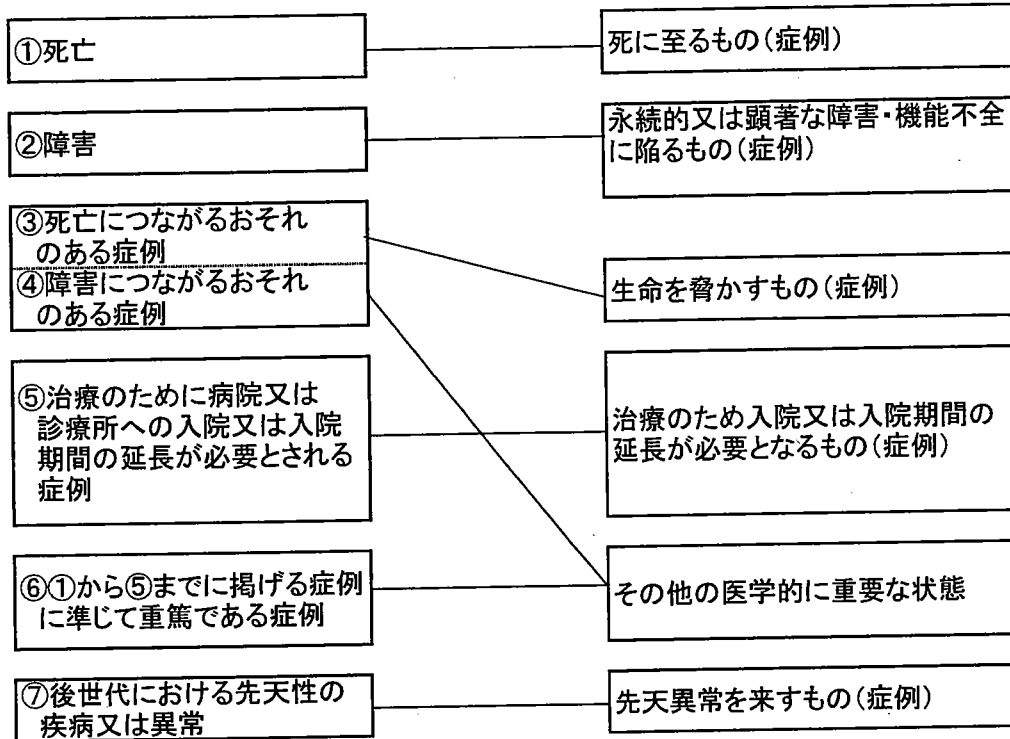 ①死亡
死に至るもの（症例）
②障害
永続的又は顕著な障害・機能不全
に陥るもの（症例）
③死亡につながるおそれ
のある症例
④障害につながるおそれ
のある症例
生命を脅かすもの（症例）
⑤治療のために病院又は
診療所への入院又は入院
期間の延長が必要とされる
症例
治療のため入院又は入院期間の
延長が必要となるもの（症例）
⑥①から⑤までに掲げる症例
に準じて重篤である症例
その他の医学的に重要な状態
⑦後世代における先天性の
疾病又は異常
先天異常を来すもの（症例）